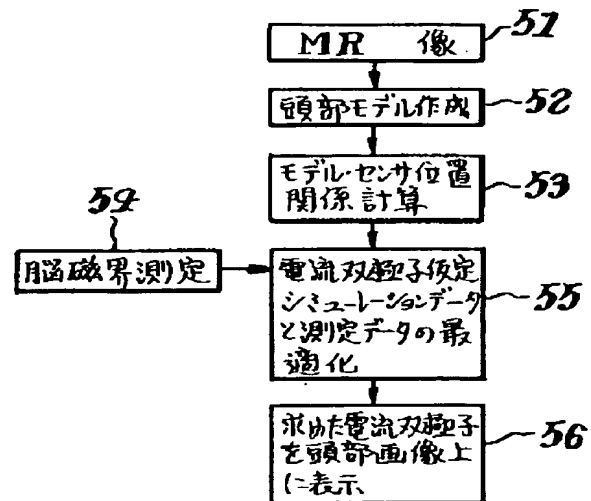 MR 像
51
頭部モデル作成
52
モデル・センサ位置
関係計算
53
54
脳磁界測定
電流双極子仮定
シミューレーションデータ
と測定データの最
適化
55
求めた電流双極子
を頭部画像上
に表示
56